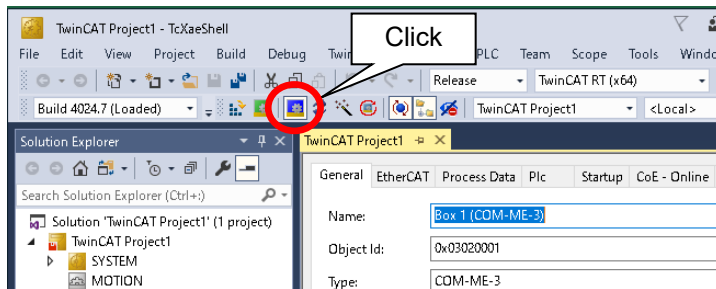 TwinCAT Project1 - TcXaeShell
Click
File Edit View Project Build Debug PLC Team Scope Tools
Release TwinCAT RT (x64)
Build 4024.7 (Loaded) TwinCAT Project1 <Local>
Solution Explorer
TwinCAT Project1
General EtherCAT Process Data Plc Startup CoE - Online
Search Solution Explorer (Ctrl+;)
Name: Box 1 (COM-ME-3)
Solution 'TwinCAT Project1' (1 project)
TwinCAT Project1
Object Id: 0x03020001
SYSTEM
MOTION
Type: COM-ME-3